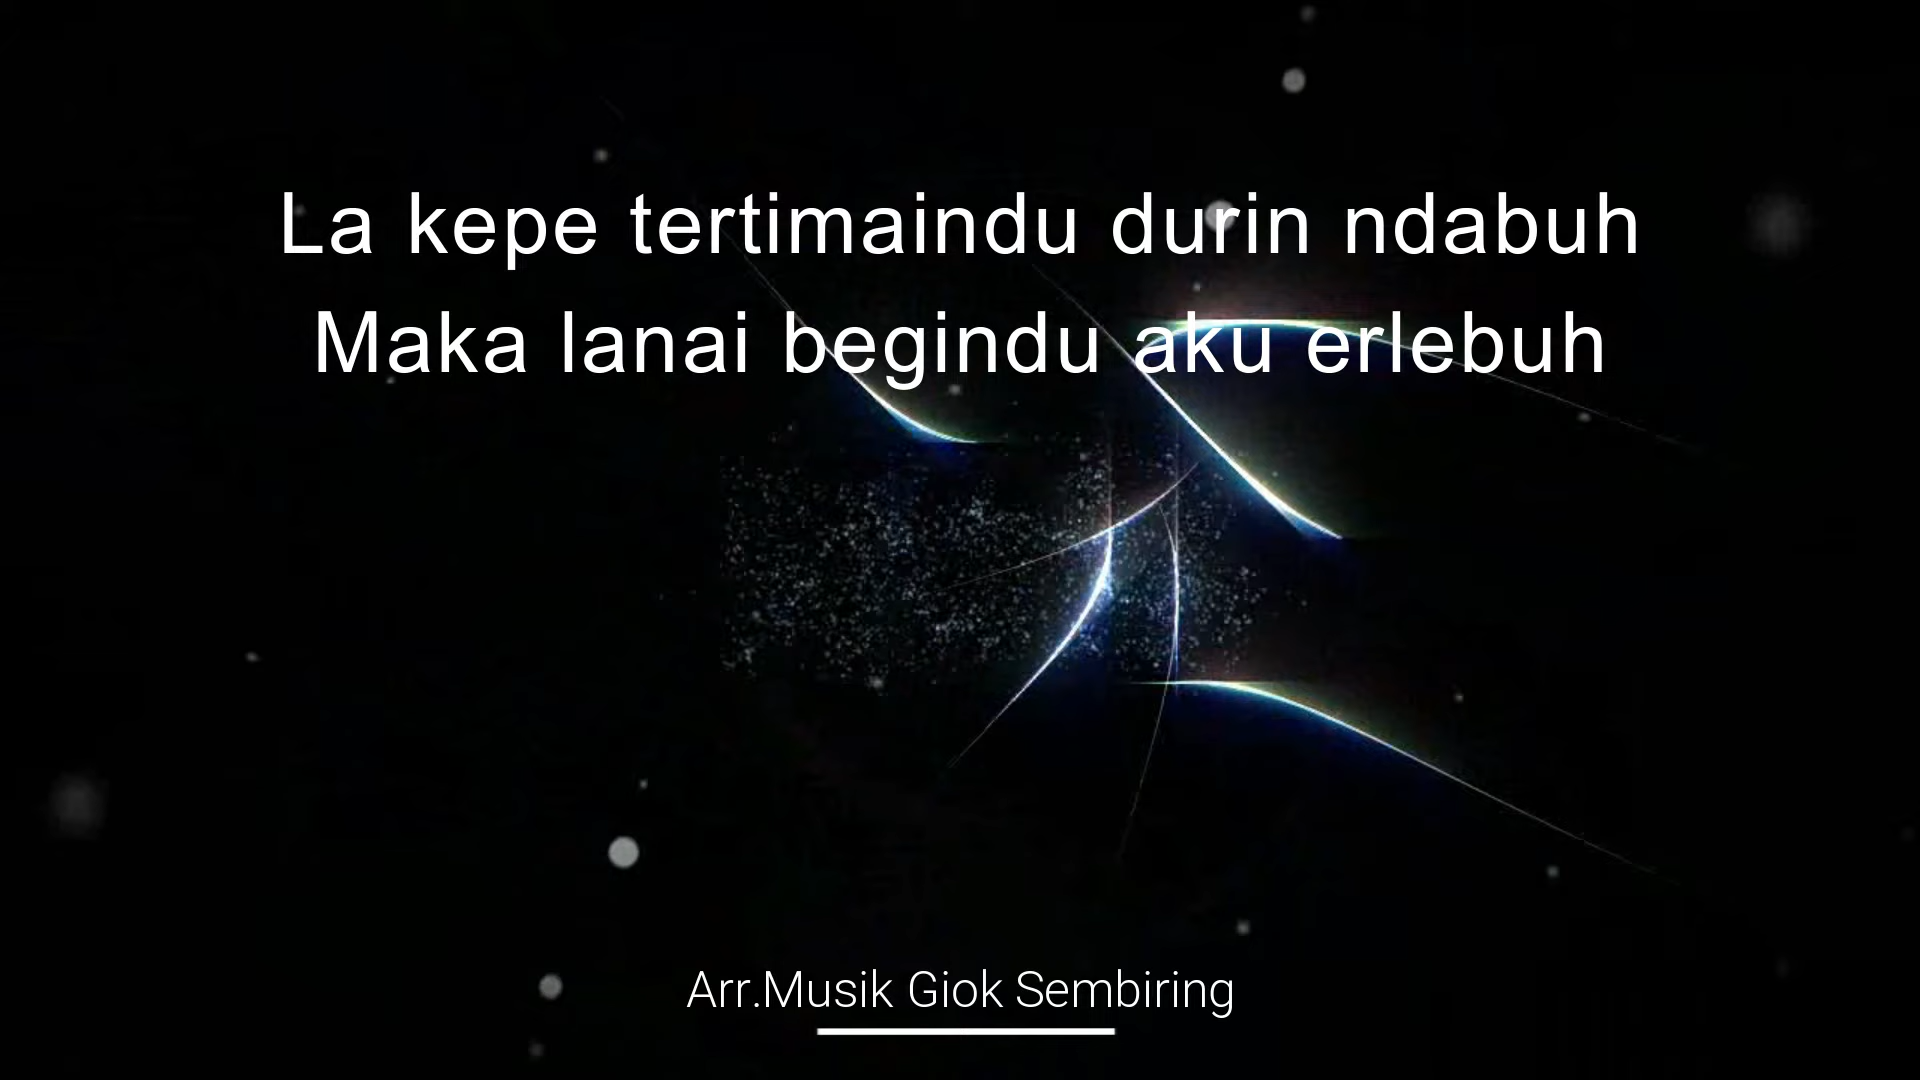 La kepe tertimaindu durin ndabuh
Maka lanai begindu aku erlebuh
Arr.Musik Giok Sembiring